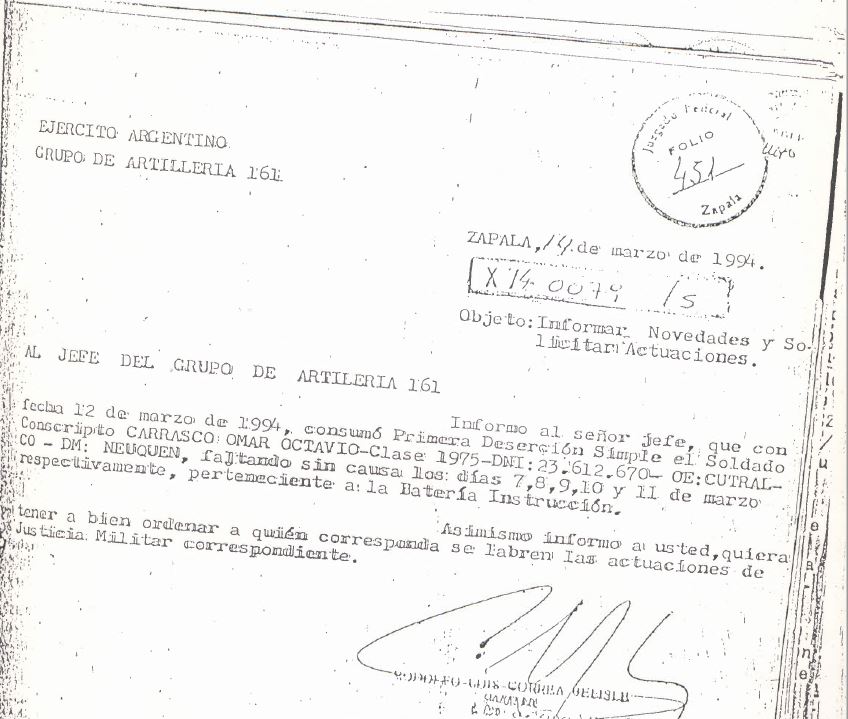 EJERCITO ARGENTINO
GRUPO DE ARTILLERIA 161
Juzgado Federal
FOLIO
451
Zapala
ZAPALA, 14 de marzo de 1994.
X 14 0079 /5
Objeto: Informar Novedades y So-
licitar Actuaciones.
AL JEFE DEL GRUPO DE ARTILERIA 161
Informo al señor Jefe, que con
fecha 12 de marzo de 1994, consumó Primera Deserción Simple el Soldado
Conscripto CARRASCO OMAR OCTAVIO-Clase 1975-DNI: 23.612.670- OE: CUTRAL-
CO - DM: NEUQUEN, faltando sin causa los días 7,8,9,10 y 11 de marzo
respectivamente, perteneciente a la Batería Instrucción.
Asimismo informo a usted, quiera
tener a bien ordenar a quién corresponda se labren las actuaciones de
Justicia Militar correspondiente.
RODOLFO LUIS CORREA BELISLE